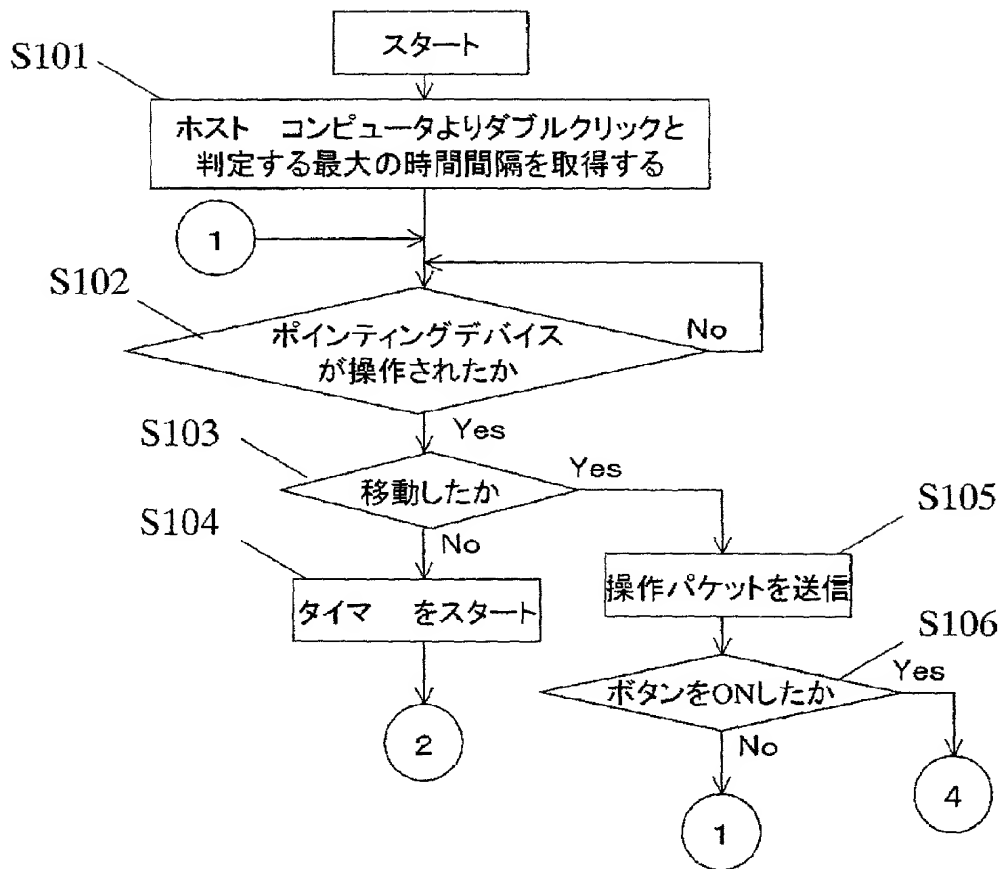 スタート
S101
ホスト コンピュータよりダブルクリックと
判定する最大の時間間隔を取得する
1
S102
ポインティングデバイス
が操作されたか
No
Yes
S103
移動したか
Yes
No
S104
タイマ をスタート
2
S105
操作パケットを送信
S106
ボタンをONしたか
Yes
No
4
1